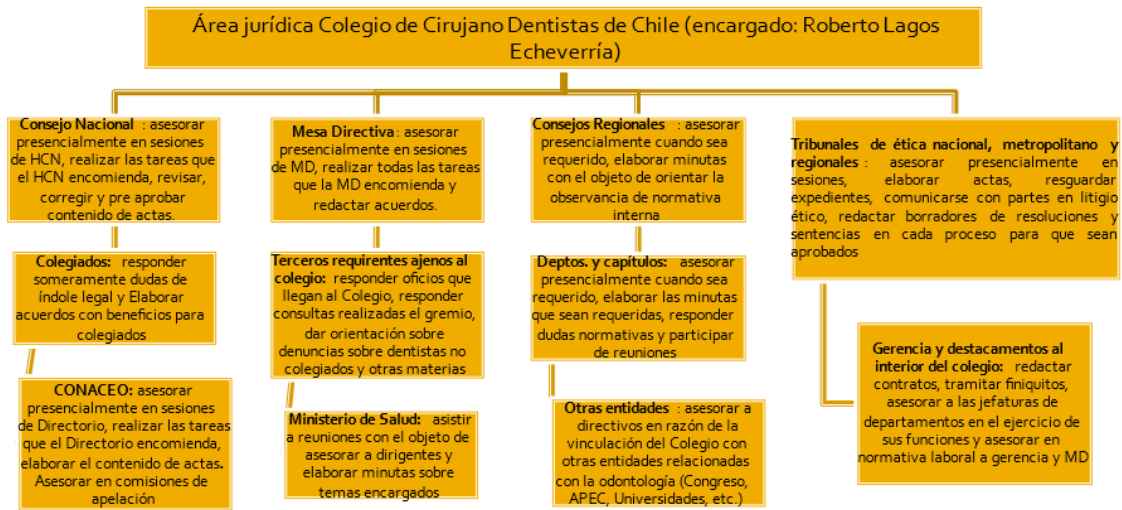 Área jurídica Colegio de Cirujano Dentistas de Chile (encargado: Roberto Lagos
Echeverría)
Consejo Nacional : asesorar
presencialmente en sesiones
de HCN, realizar las tareas que
el HCN encomienda, revisar,
corregir y pre aprobar
contenido de actas.
Mesa Directiva: asesorar
presencialmente en sesiones
de MD, realizar todas las tareas
que la MD encomienda y
redactar acuerdos.
Consejos Regionales : asesorar
presencialmente cuando sea
requerido, elaborar minutas
con el objeto de orientar la
observancia de normativa
interna
Tribunales de ética nacional, metropolitano y
regionales : asesorar presencialmente en
sesiones, elaborar actas, resguardar
expedientes, comunicarse con partes en litigio
ético, redactar borradores de resoluciones y
sentencias en cada proceso para que sean
aprobados
Colegiados: responder
someramente dudas de
índole legal y Elaborar
acuerdos con beneficios para
colegiados
Terceros requirentes ajenos al
colegio: responder oficios que
llegan al Colegio, responder
consultas realizadas el gremio,
dar orientación sobre
denuncias sobre dentistas no
colegiados y otras materias
Deptos. y capítulos: asesorar
presencialmente cuando sea
requerido, elaborar las minutas
que sean requeridas, responder
dudas normativas y participar
de reuniones
Gerencia y destacamentos al
interior del colegio: redactar
contratos, tramitar finiquitos,
asesorar a las jefaturas de
departamentos en el ejercicio de
sus funciones y asesorar en
normativa laboral a gerencia y MD
CONACEO: asesorar
presencialmente en sesiones
de Directorio, realizar las tareas
que el Directorio encomienda,
elaborar el contenido de actas.
Asesorar en comisiones de
apelación
Ministerio de Salud: asistir
a reuniones con el objeto de
asesorar a dirigentes y
elaborar minutas sobre
temas encargados
Otras entidades : asesorar a
directivos en razón de la
vinculación del Colegio con
otras entidades relacionadas
con la odontología (Congreso,
APEC, Universidades, etc.)